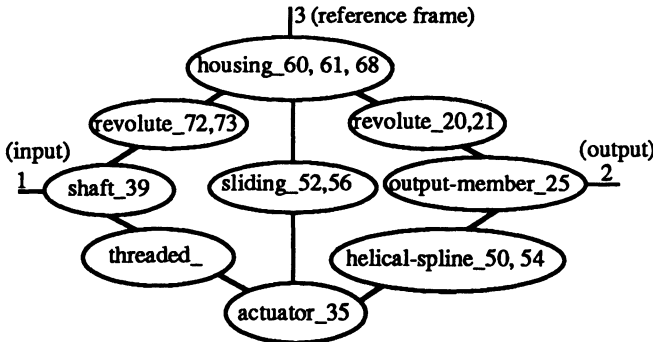 3 (reference frame)
housing_60, 61, 68
revolute_72,73
revolute_20,21
(input)
(output)
1
shaft_39
sliding_52,56
output-member_25
2
threaded_
helical-spline_50, 54
actuator_35